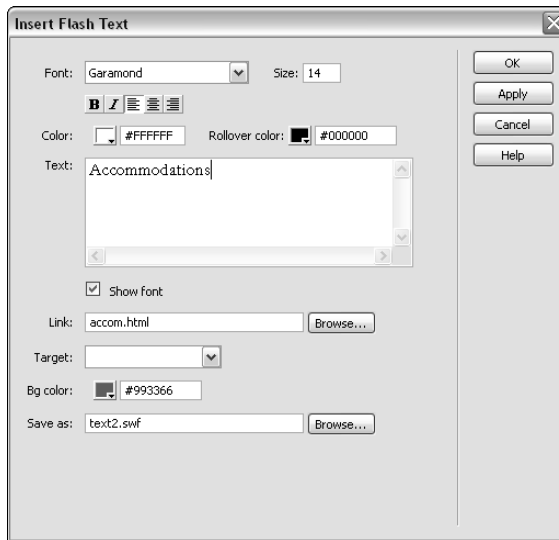 Insert Flash Text
Font: Garamond Size: 14
B I
Color: #FFFFFF Rollover color: #000000
Text: Accommodations
Show font
Link: accom.html Browse...
Target:
Bg color: #993366
Save as: text2.swf Browse...
OK
Apply
Cancel
Help